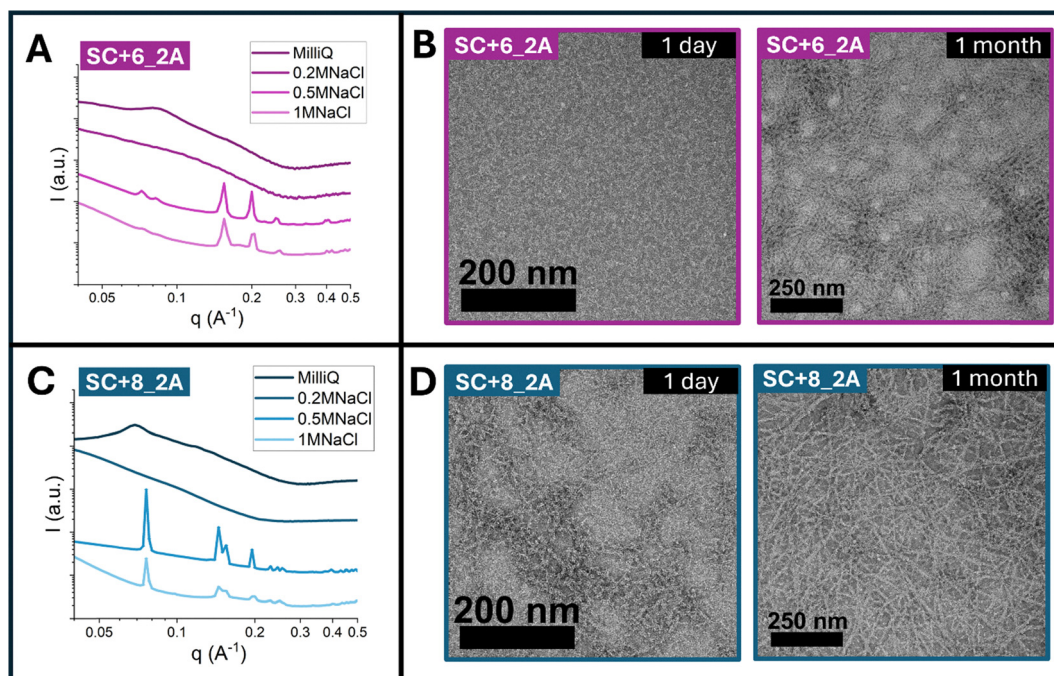 A
SC+6_2A
MilliQ
0.2MNaCl
0.5MNaCl
1MNaCl
I (a.u.)
0.05 0.1 0.2 0.3 0.4 0.5
q (A⁻¹)
B
SC+6_2A 1 day
200 nm
SC+6_2A 1 month
250 nm
C
SC+8_2A
MilliQ
0.2MNaCl
0.5MNaCl
1MNaCl
I (a.u.)
0.05 0.1 0.2 0.3 0.4 0.5
q (A⁻¹)
D
SC+8_2A 1 day
200 nm
SC+8_2A 1 month
250 nm